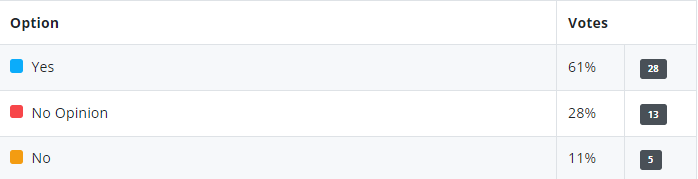 Option Votes
Yes 61% 28
No Opinion 28% 13
No 11% 5